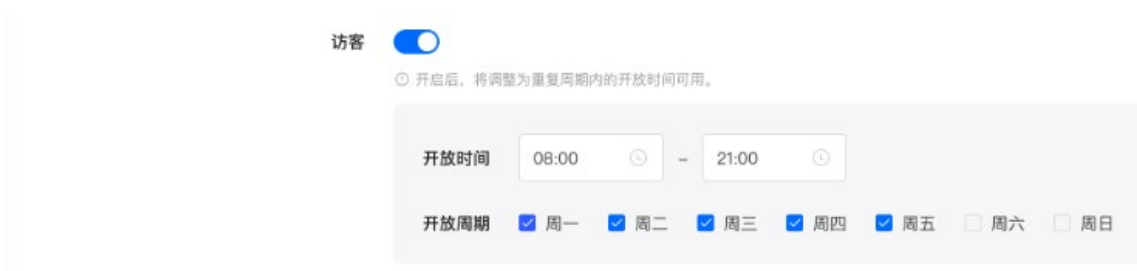 访客
开启后，将调整为重复周期内的开放时间可用。
开放时间 08:00 - 21:00
开放周期 周一 周二 周三 周四 周五 周六 周日